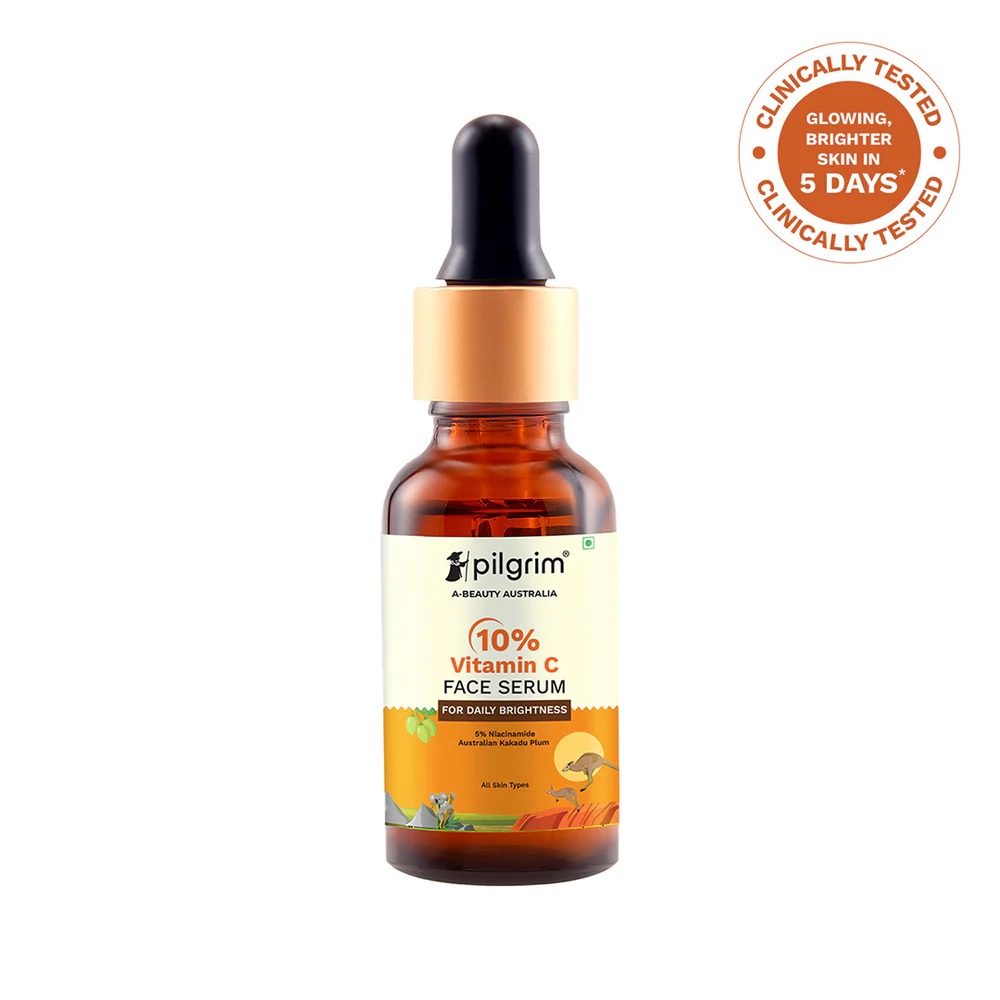 CLINICALLY TESTED
GLOWING,
BRIGHTER
SKIN IN
5 DAYS*
CLINICALLY TESTED
pilgrim®
A-BEAUTY AUSTRALIA
10%
Vitamin C
FACE SERUM
FOR DAILY BRIGHTNESS
5% Niacinamide
Australian Kakadu Plum
All Skin Types